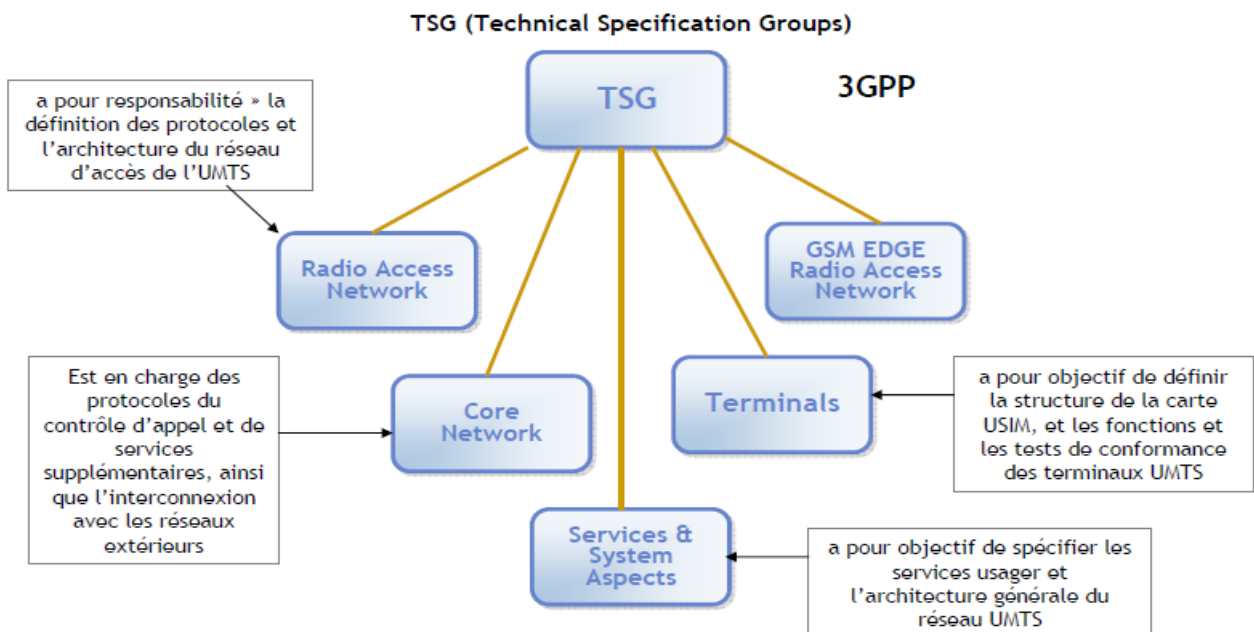 TSG (Technical Specification Groups)
TSG
3GPP
a pour responsabilité » la
définition des protocoles et
l'architecture du réseau
d'accès de l'UMTS
Radio Access
Network
GSM EDGE
Radio Access
Network
Est en charge des
protocoles du
contrôle d'appel et de
services
supplémentaires, ainsi
que l'interconnexion
avec les réseaux
extérieurs
Core
Network
Terminals
a pour objectif de définir
la structure de la carte
USIM, et les fonctions et
les tests de conformance
des terminaux UMTS
Services &
System
Aspects
a pour objectif de spécifier les
services usager et
l'architecture générale du
réseau UMTS